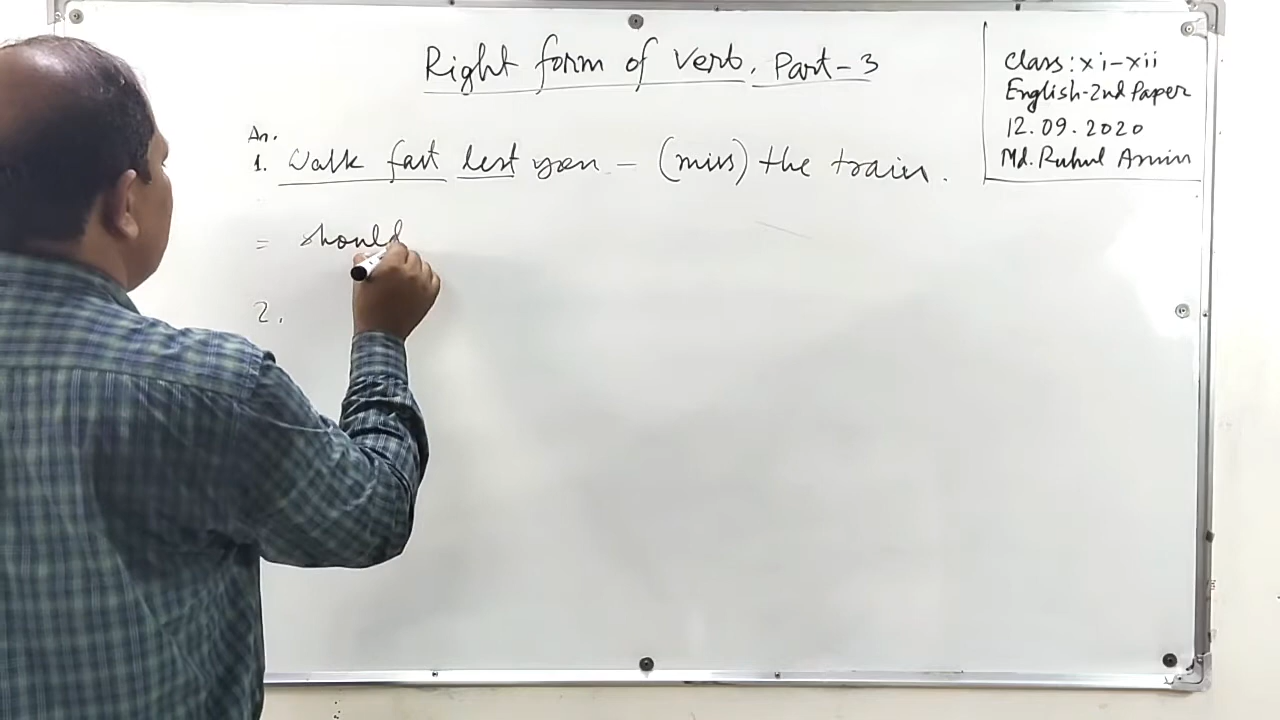 Right form of verb. Part-3
Class: xi-xii
English-2nd Paper
12.09.2020
Md. Ruhul Amin
An.
1. Walk fast lest you - (miss) the train.
= should
2.